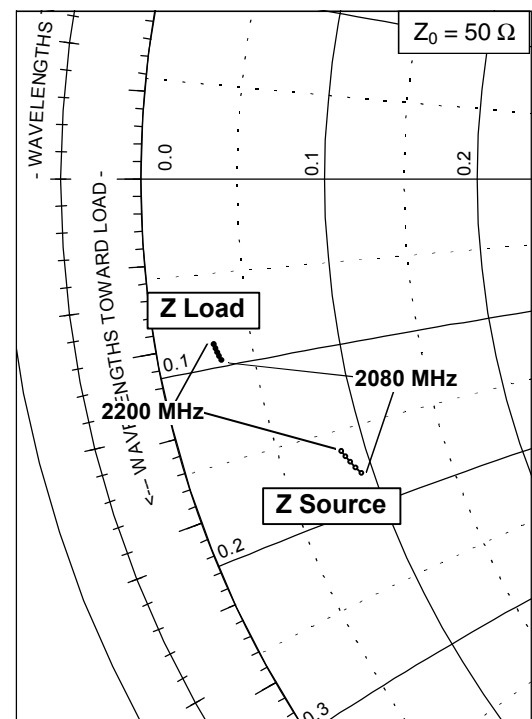 Z₀ = 50 Ω
- WAVELENGTHS
<--- WAVELENGTHS TOWARD LOAD -
0.0
0.1
0.2
Z Load
0.1
2080 MHz
2200 MHz
Z Source
0.2
0.3